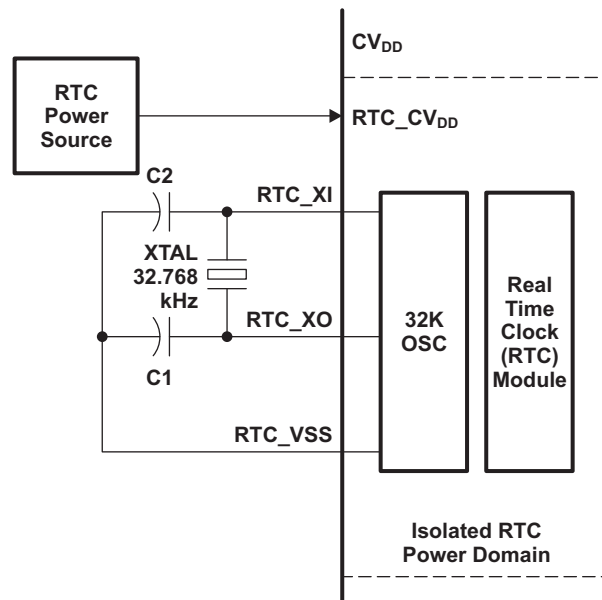 CVDD
RTC
Power
Source
RTC_CVDD
C2
RTC_XI
XTAL
32.768
kHz
RTC_XO
C1
32K
OSC
Real
Time
Clock
(RTC)
Module
RTC_VSS
Isolated RTC
Power Domain